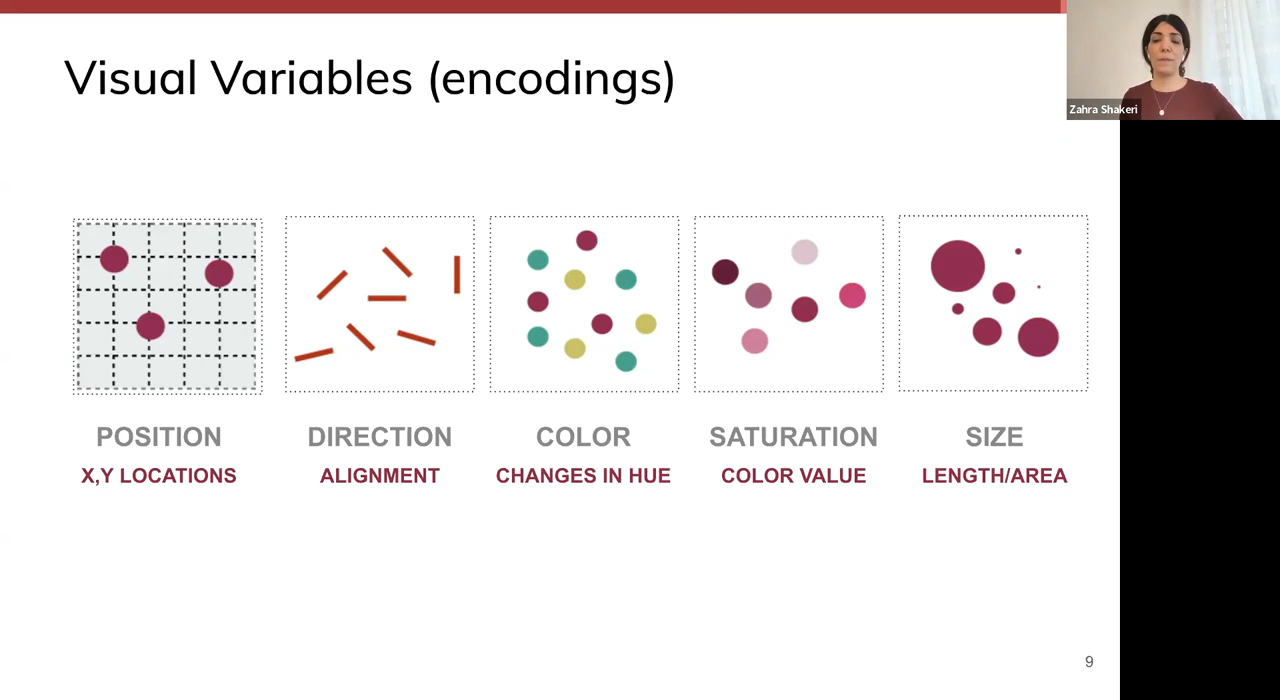 Visual Variables (encodings)
Zahra Shakeri
POSITION
X,Y LOCATIONS
DIRECTION
ALIGNMENT
COLOR
CHANGES IN HUE
SATURATION
COLOR VALUE
SIZE
LENGTH/AREA
9